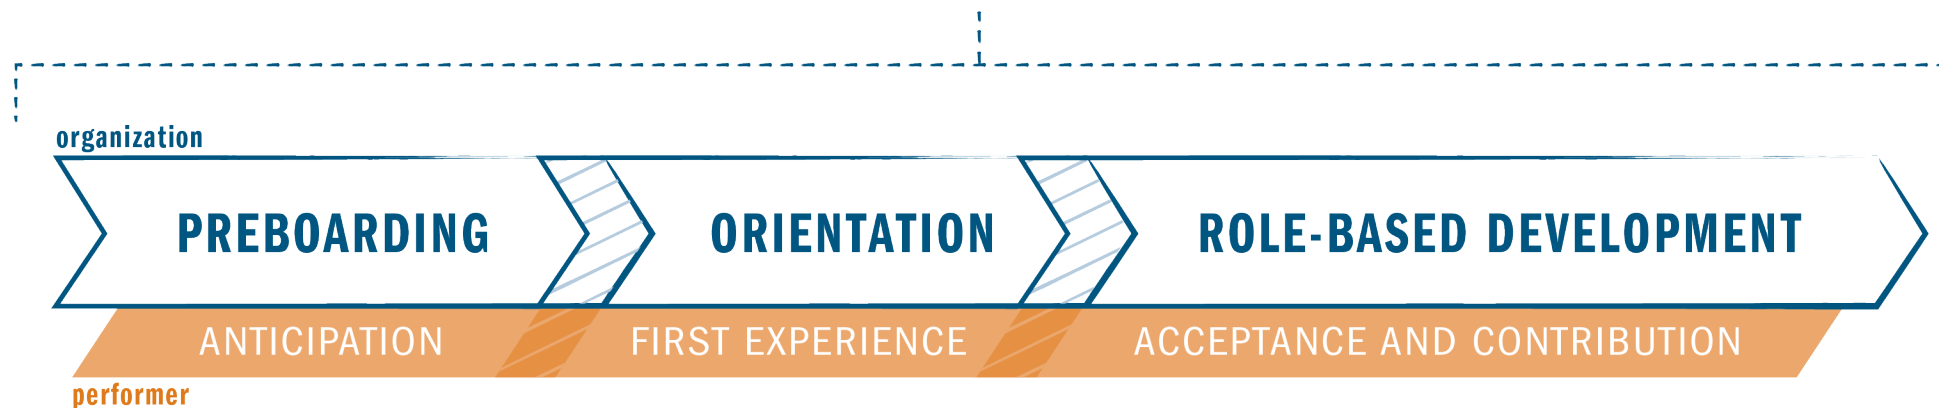 organization
PREBOARDING ORIENTATION ROLE-BASED DEVELOPMENT
ANTICIPATION FIRST EXPERIENCE ACCEPTANCE AND CONTRIBUTION
performer